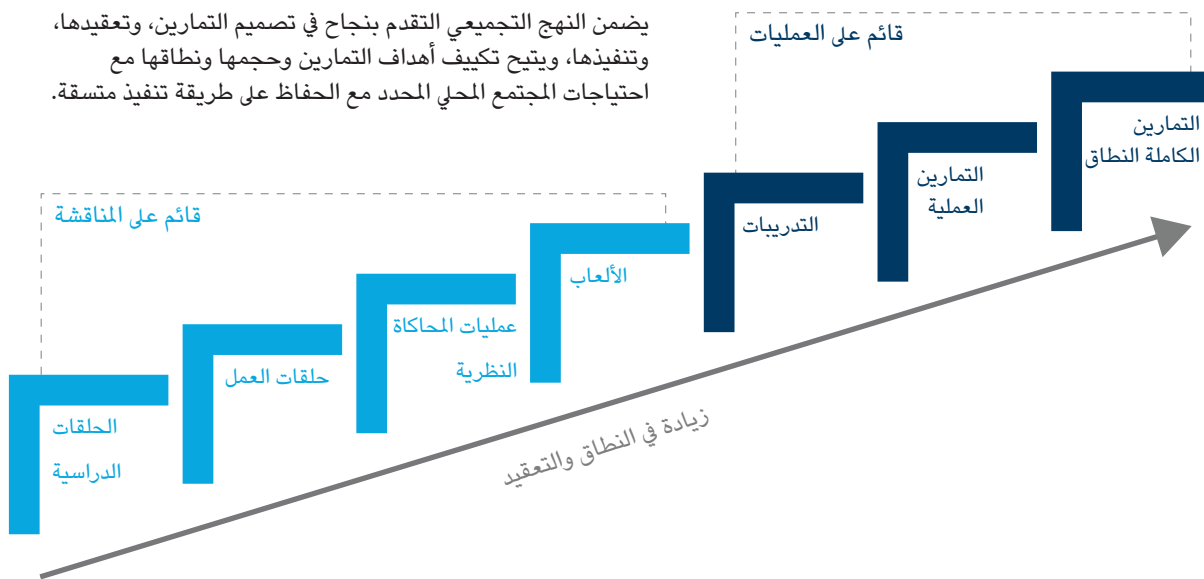 يضمن النهج التجميعي التقدم بنجاح في تصميم التمارين، وتعقيدها،
وتنفيذها، ويتيح تكييف أهداف التمارين وحجمها ونطاقها مع
احتياجات المجتمع المحلي المحدد مع الحفاظ على طريقة تنفيذ متسقة.
قائم على العمليات
التمارين
الكاملة النطاق
التمارين
العملية
التدريبات
قائم على المناقشة
الألعاب
عمليات المحاكاة
النظرية
حلقات العمل
الحلقات
الدراسية
زيادة في النطاق والتعقيد